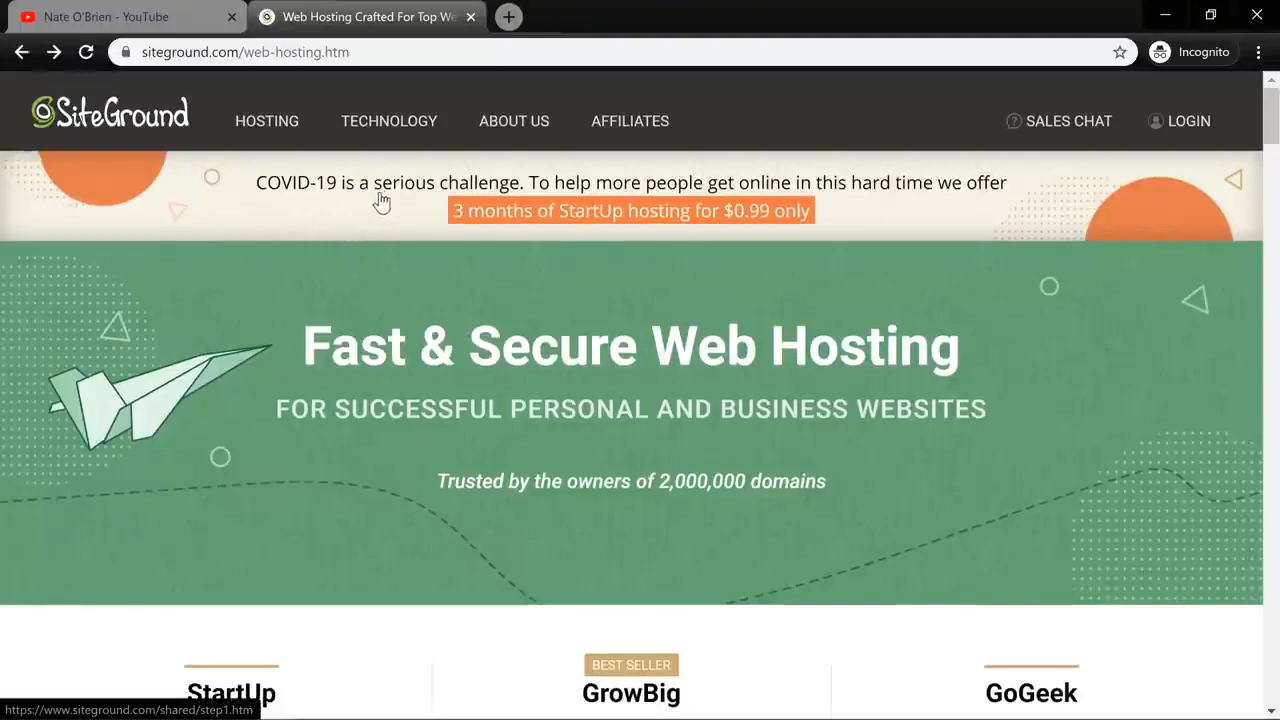 Nate O'Brien - YouTube
Web Hosting Crafted For Top We
siteground.com/web-hosting.htm
Incognito
SiteGround
HOSTING
TECHNOLOGY
ABOUT US
AFFILIATES
SALES CHAT
LOGIN
COVID-19 is a serious challenge. To help more people get online in this hard time we offer
3 months of StartUp hosting for $0.99 only
Fast & Secure Web Hosting
FOR SUCCESSFUL PERSONAL AND BUSINESS WEBSITES
Trusted by the owners of 2,000,000 domains
BEST SELLER
StartUp
GrowBig
GoGeek
https://www.siteground.com/shared/step1.htm